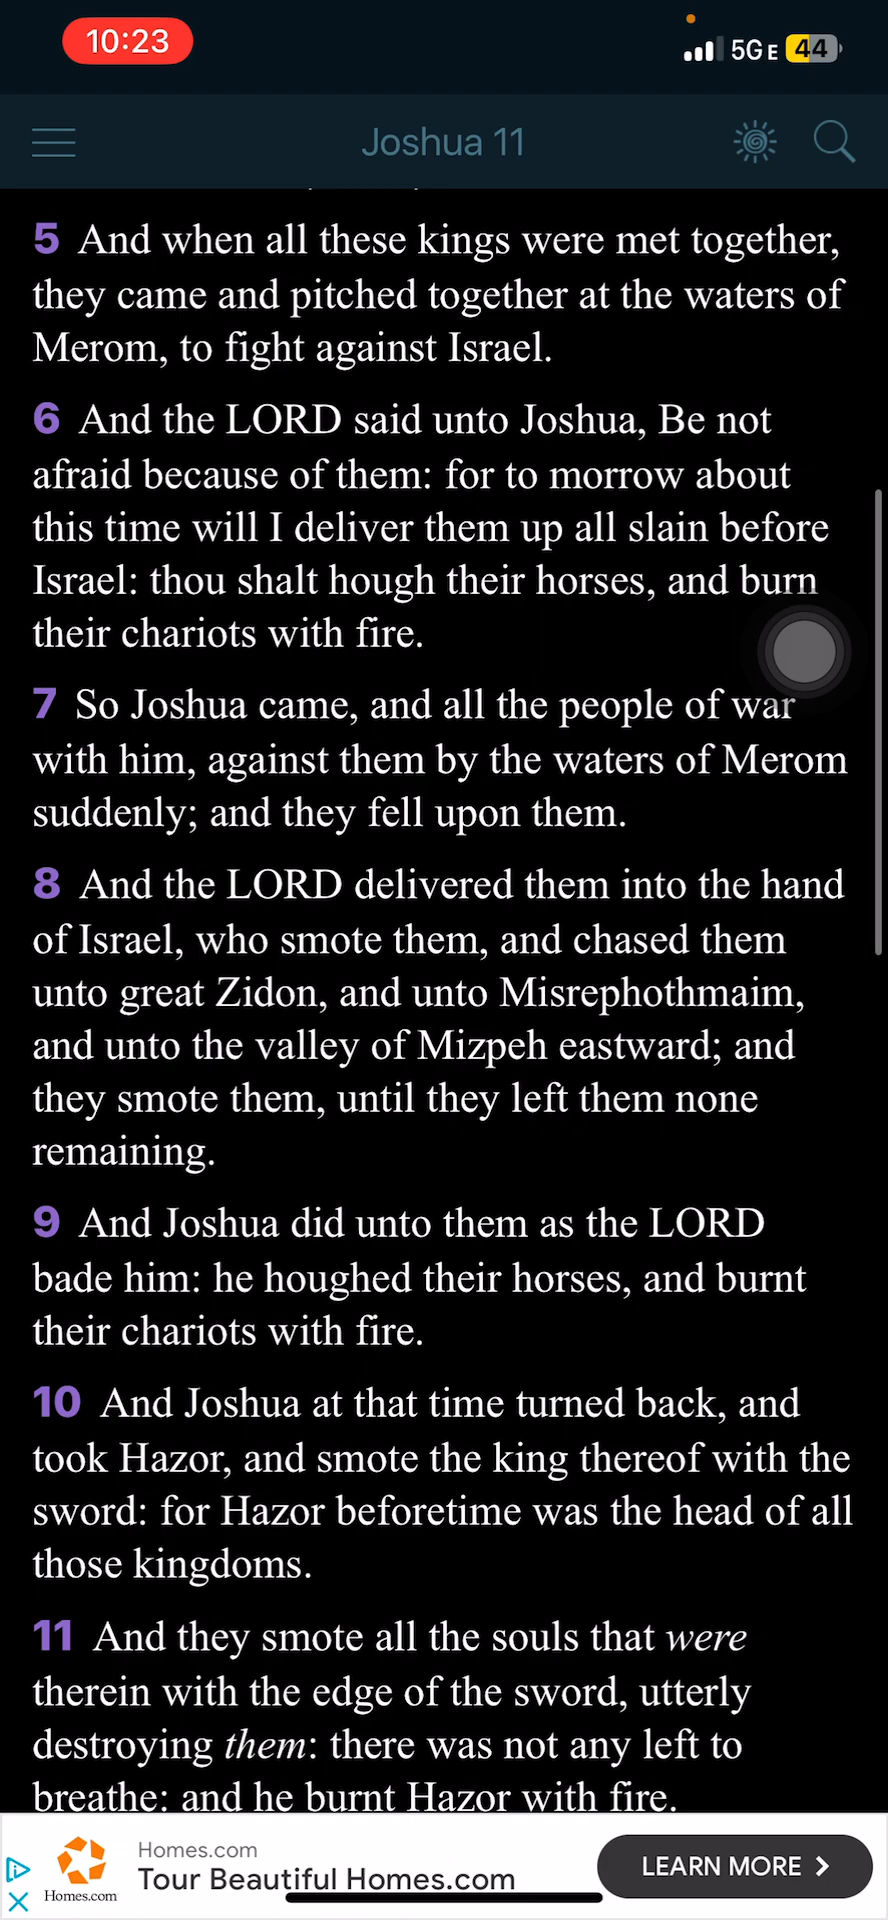 10:23
5G E 44
Joshua 11
5 And when all these kings were met together,
they came and pitched together at the waters of
Merom, to fight against Israel.
6 And the LORD said unto Joshua, Be not
afraid because of them: for to morrow about
this time will I deliver them up all slain before
Israel: thou shalt hough their horses, and burn
their chariots with fire.
7 So Joshua came, and all the people of war
with him, against them by the waters of Merom
suddenly; and they fell upon them.
8 And the LORD delivered them into the hand
of Israel, who smote them, and chased them
unto great Zidon, and unto Misrephothmaim,
and unto the valley of Mizpeh eastward; and
they smote them, until they left them none
remaining.
9 And Joshua did unto them as the LORD
bade him: he houghed their horses, and burnt
their chariots with fire.
10 And Joshua at that time turned back, and
took Hazor, and smote the king thereof with the
sword: for Hazor beforetime was the head of all
those kingdoms.
11 And they smote all the souls that were
therein with the edge of the sword, utterly
destroying them: there was not any left to
breathe: and he burnt Hazor with fire.
Homes.com
Tour Beautiful Homes.com
Homes.com
LEARN MORE